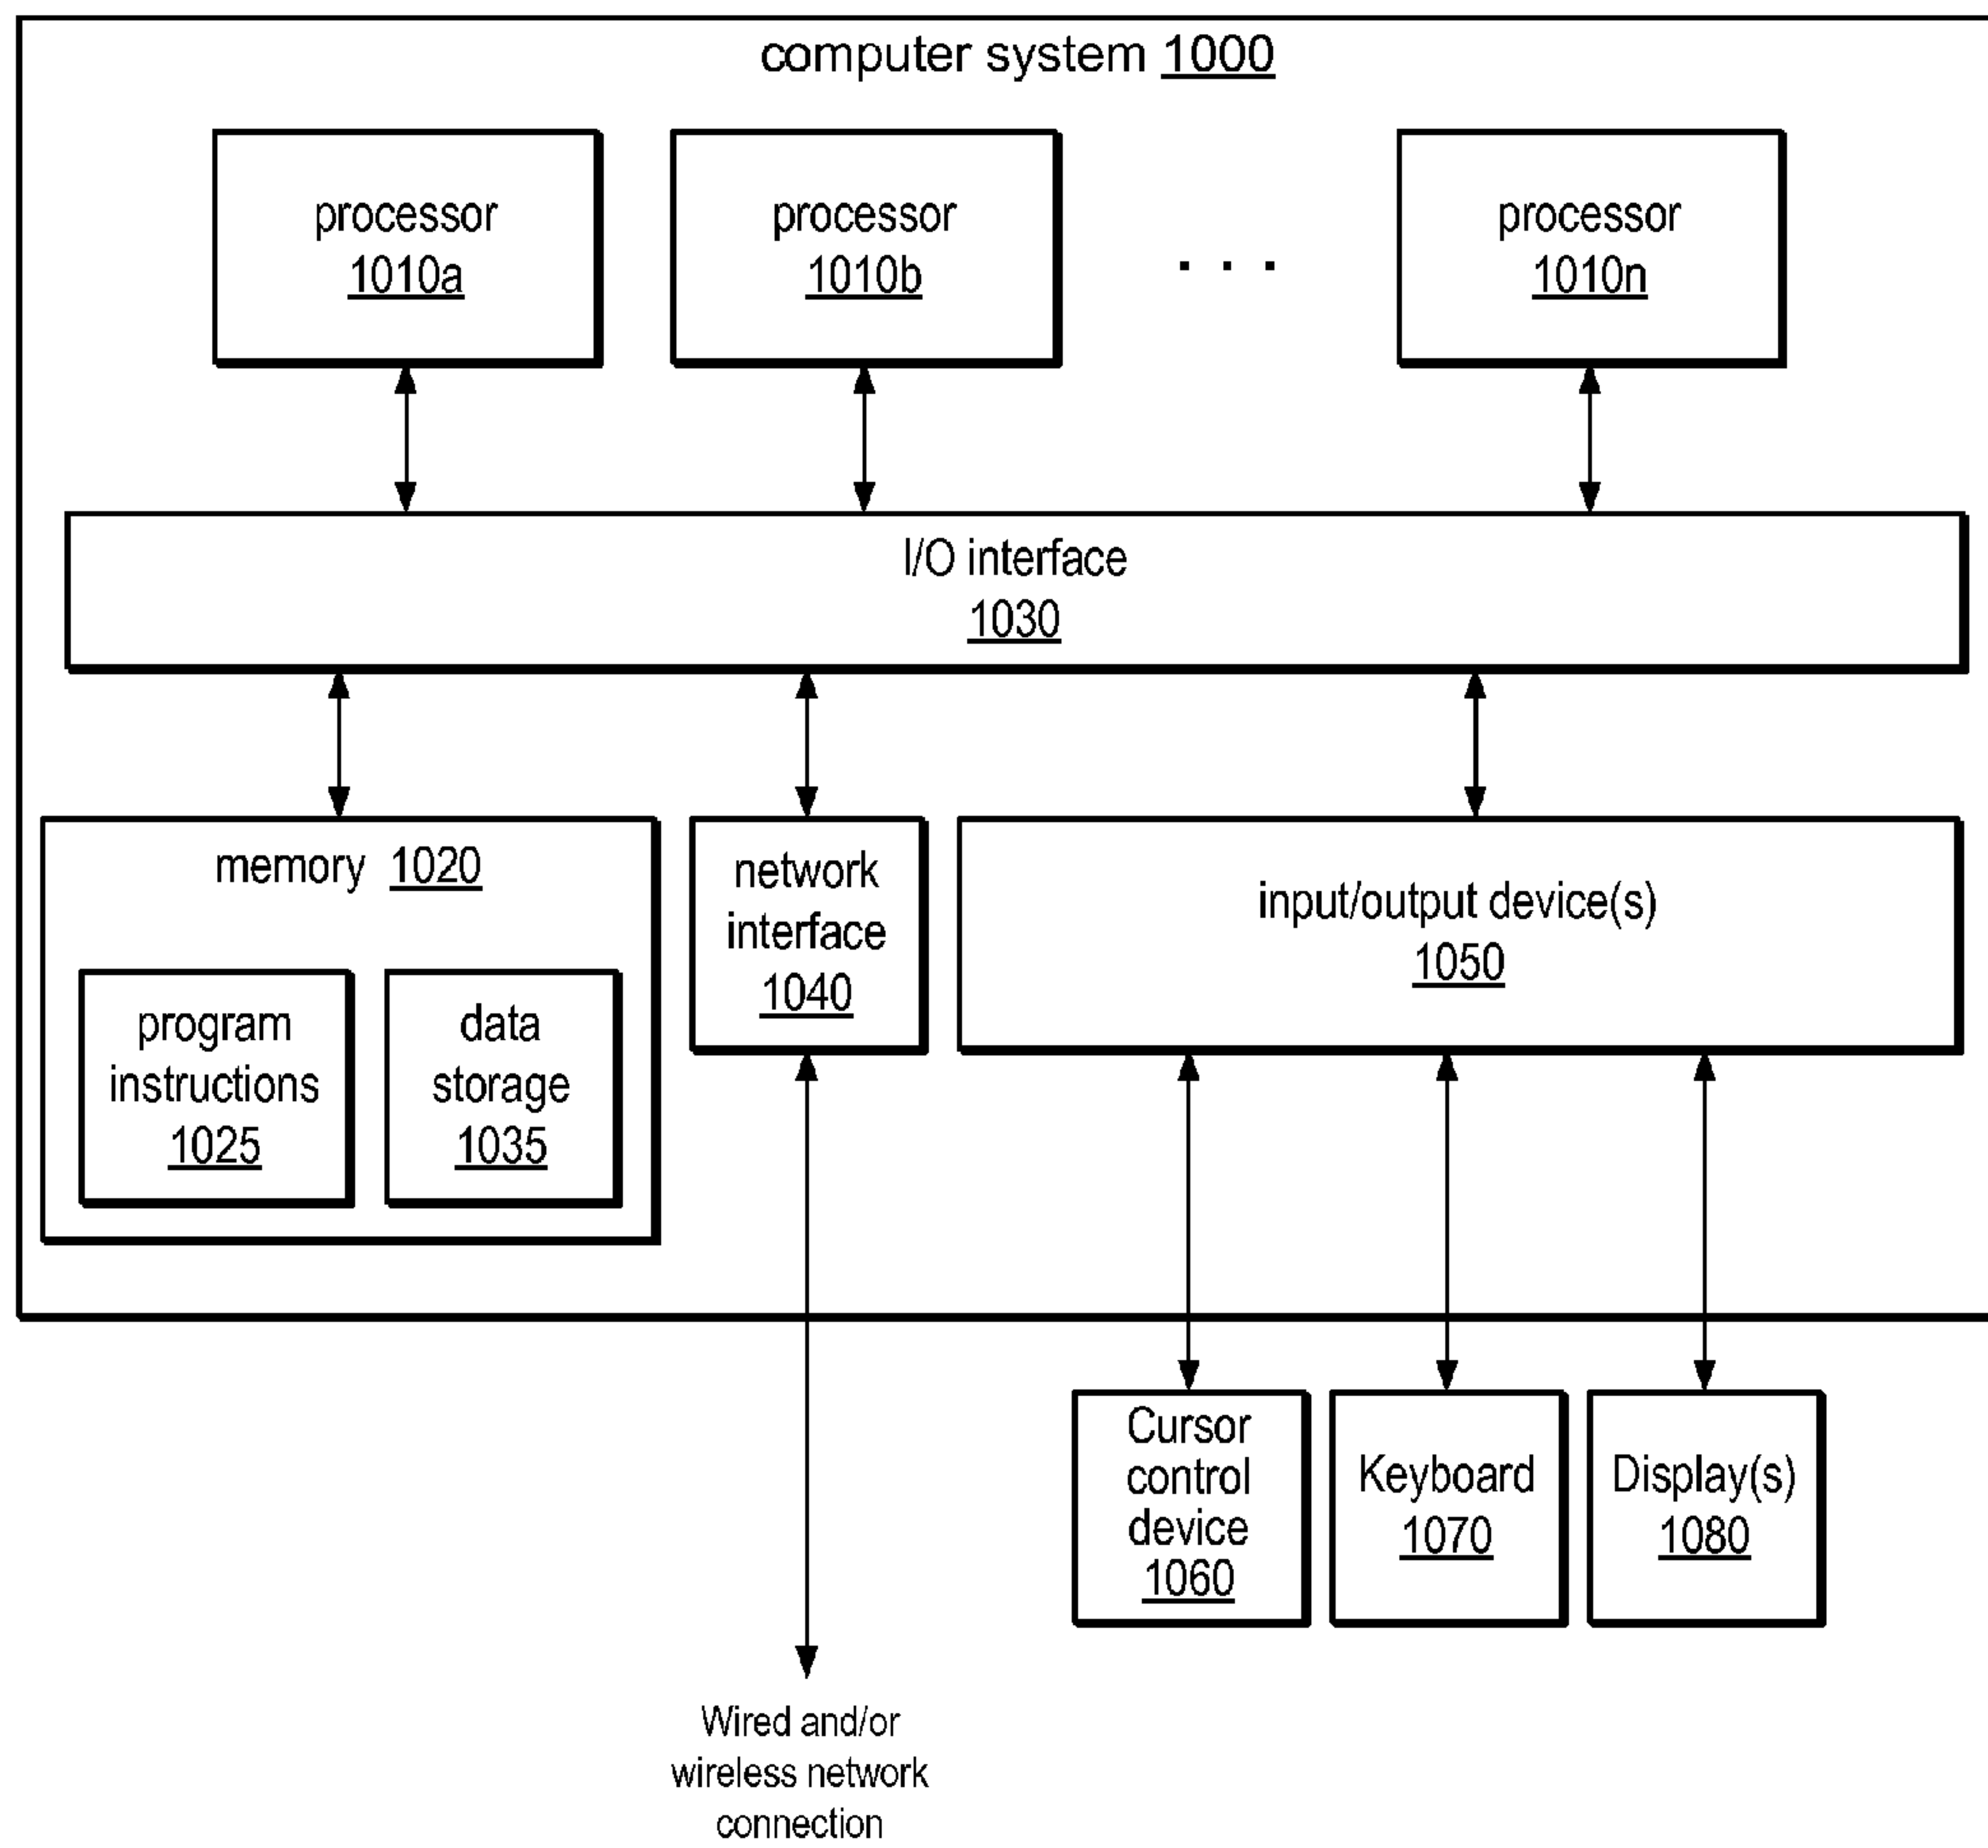 computer system 1000
processor
1010a
processor
1010b
. . .
processor
1010n
I/O interface
1030
memory 1020
program
instructions
1025
data
storage
1035
network
interface
1040
input/output device(s)
1050
Cursor
control
device
1060
Keyboard
1070
Display(s)
1080
Wired and/or
wireless network
connection